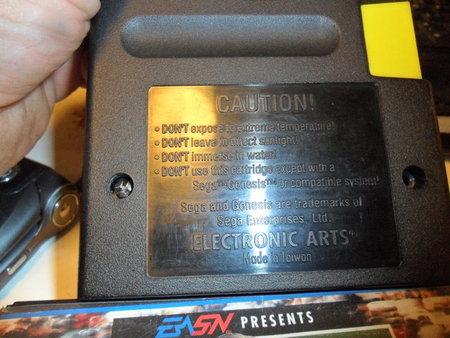 CAUTION!
• DON'T expose to extreme temperature!
• DON'T leave in direct sunlight!
• DON'T immerse in water!
• DON'T use this cartridge except with a
Sega™ Genesis™ or compatible system!
Sega and Genesis are trademarks of
Sega Enterprises, Ltd.
ELECTRONIC ARTS®
Made in Taiwan
EASN PRESENTS